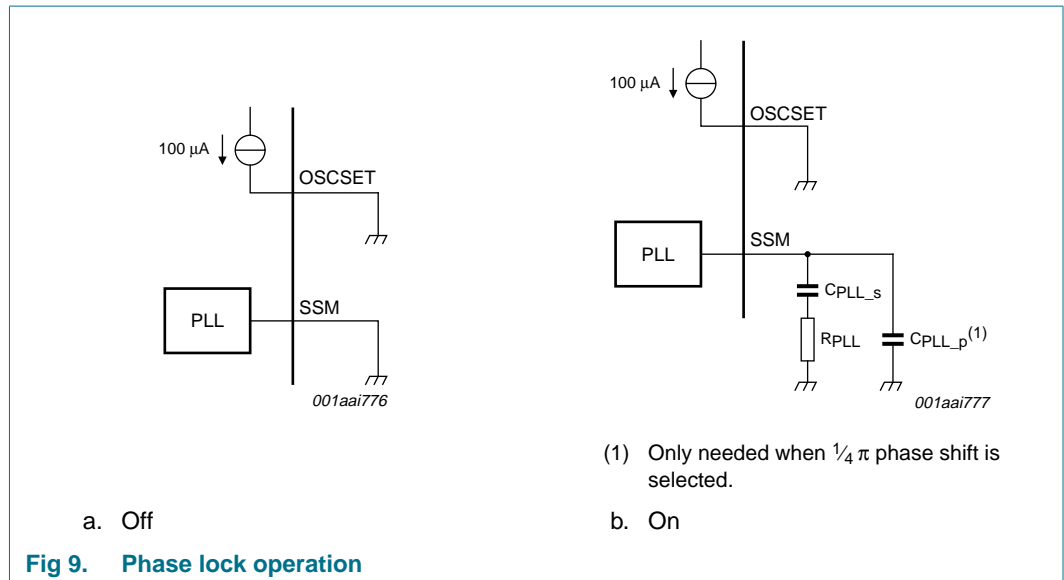 100 µA
OSCSET
PLL
SSM
001aai776
a. Off
100 µA
OSCSET
PLL
SSM
CPLL_s
RPLL
CPLL_p(1)
001aai777
(1) Only needed when 1⁄4 π phase shift is
selected.
b. On
Fig 9. Phase lock operation